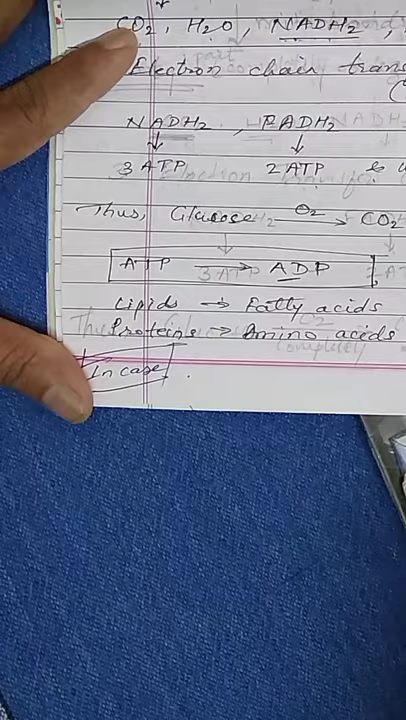 CO₂, H₂O, NADH₂,
Electron chain trans
NADH₂, FADH₂
↓ ↓
3 ATP 2 ATP &
Thus, Glucose O₂ → CO₂
ATP → ADP
Lipids → Fatty acids
Proteins → Amino acids
In case